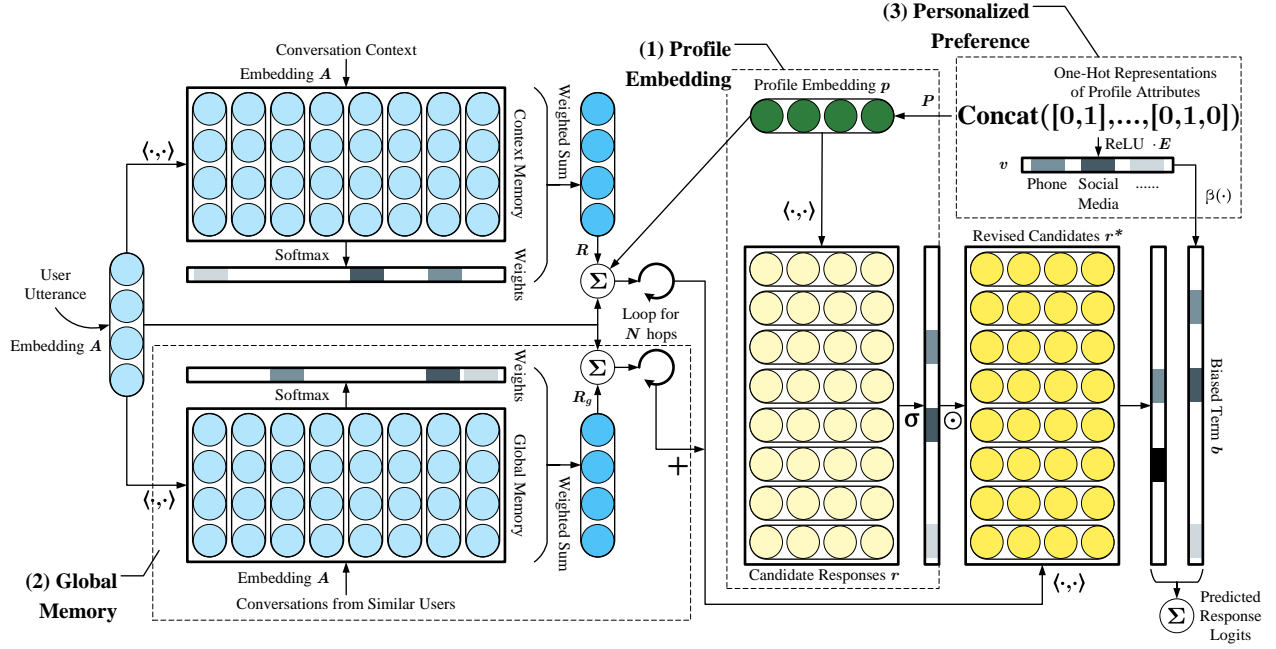 (3) Personalized
Preference
(1) Profile
Embedding
Conversation Context
Embedding A
Profile Embedding p
P
One-Hot Representations
of Profile Attributes
Concat([0,1],...,[0,1,0])
ReLU · E
v
Phone
Social
Media
......
β(·)
⟨·,·⟩
Context Memory
Weighted Sum
⟨·,·⟩
Softmax
Weights
R
Σ
Loop for
N hops
User
Utterance
Embedding A
Revised Candidates r*
Σ
Weights
Softmax
R_g
Global Memory
Weighted Sum
+
σ
⊙
Biased Term b
⟨·,·⟩
Embedding A
Conversations from Similar Users
(2) Global
Memory
Candidate Responses r
⟨·,·⟩
Σ
Predicted
Response
Logits